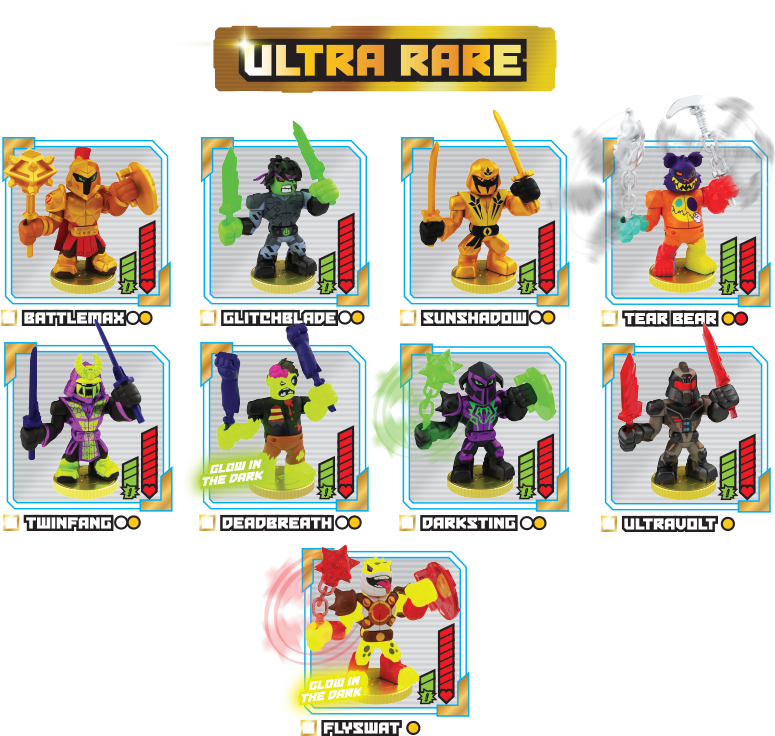 ULTRA RARE
BATTLEMAX
GLITCHBLADE
SUNSHADOW
TEAR BEAR
TWINFANG
GLOW IN
THE DARK
DEADBREATH
DARKSTING
ULTRAVOLT
GLOW IN
THE DARK
FLYSWAT